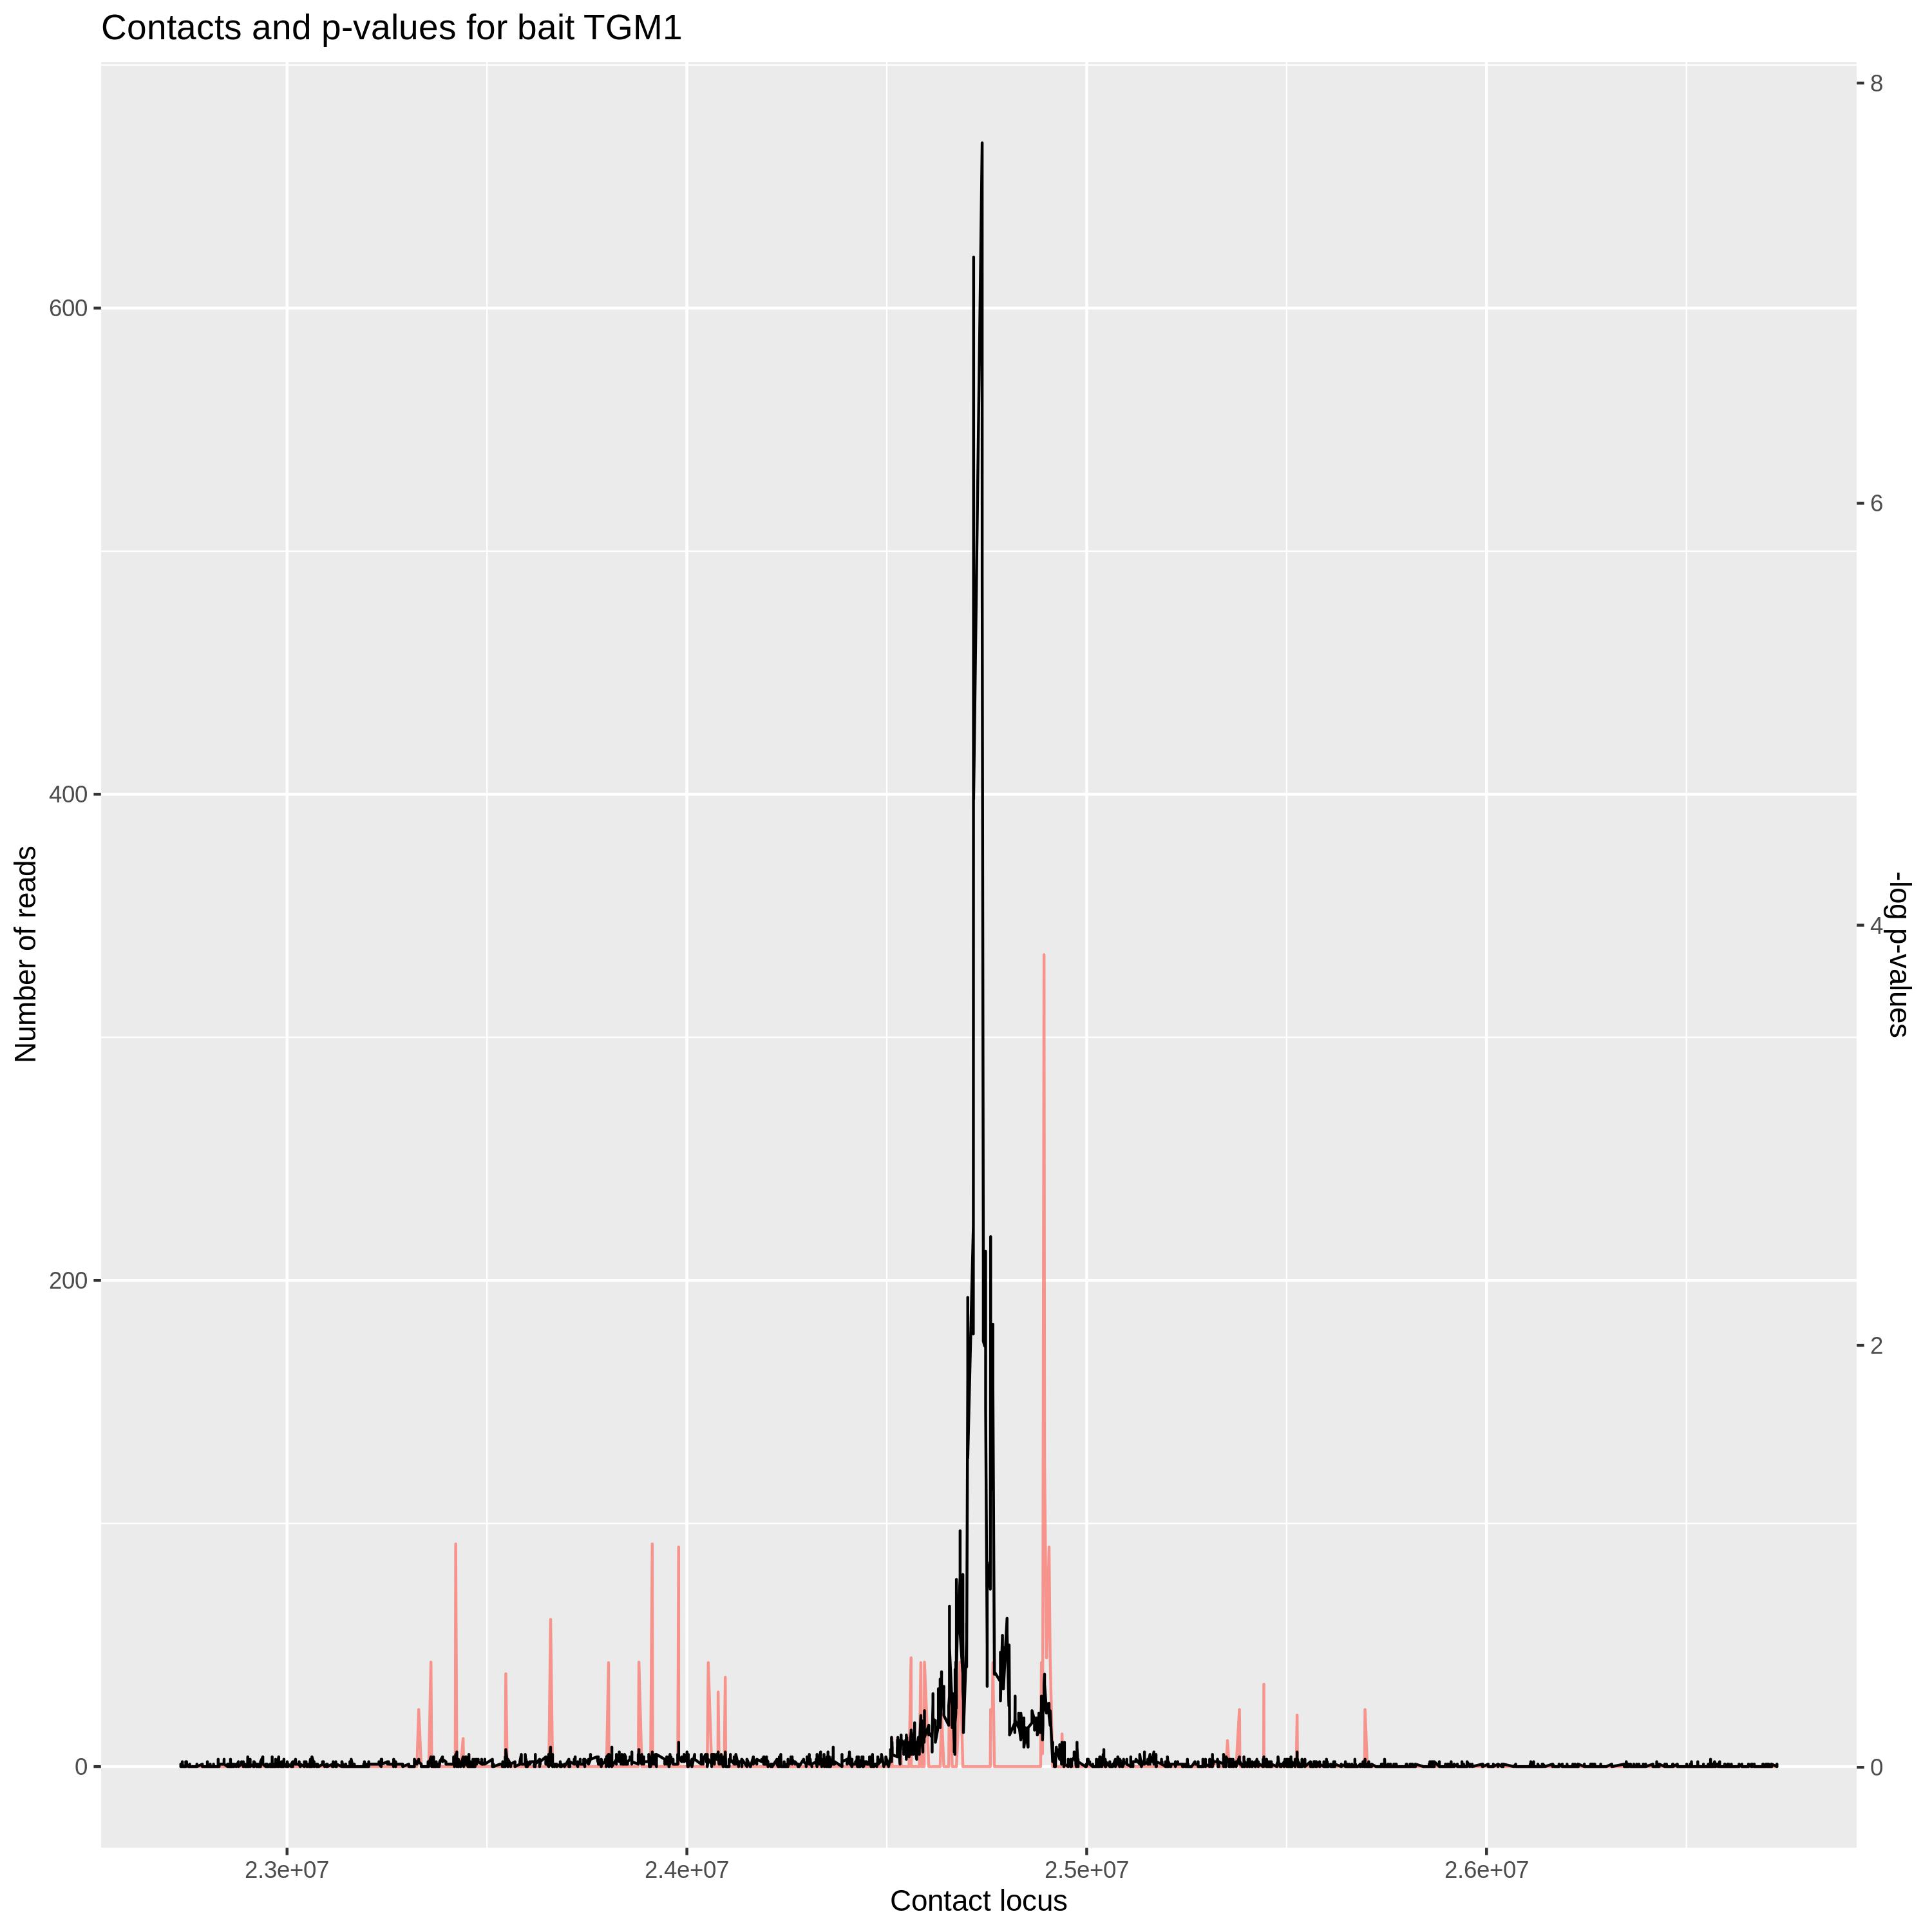 Contacts and p-values for bait TGM1
8
600
6
400
4
Number of reads
-log p-values
200
2
0
0
2.3e+07
2.4e+07
2.5e+07
2.6e+07
Contact locus